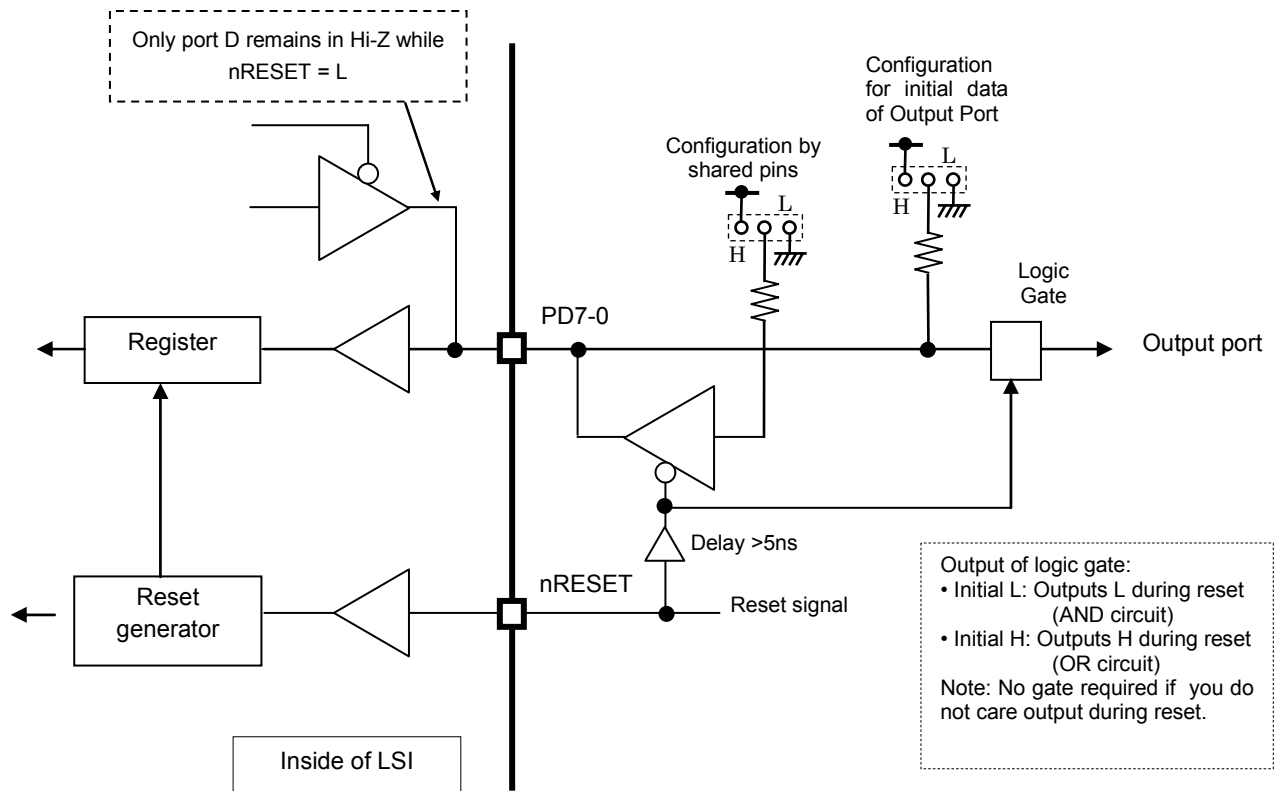 Only port D remains in Hi-Z while
nRESET = L
Configuration
for initial data
of Output Port
L
H
Configuration by
shared pins
L
H
Logic
Gate
PD7-0
Register
Output port
Delay >5ns
nRESET
Reset signal
Reset
generator
Output of logic gate:
• Initial L: Outputs L during reset
(AND circuit)
• Initial H: Outputs H during reset
(OR circuit)
Note: No gate required if you do
not care output during reset.
Inside of LSI